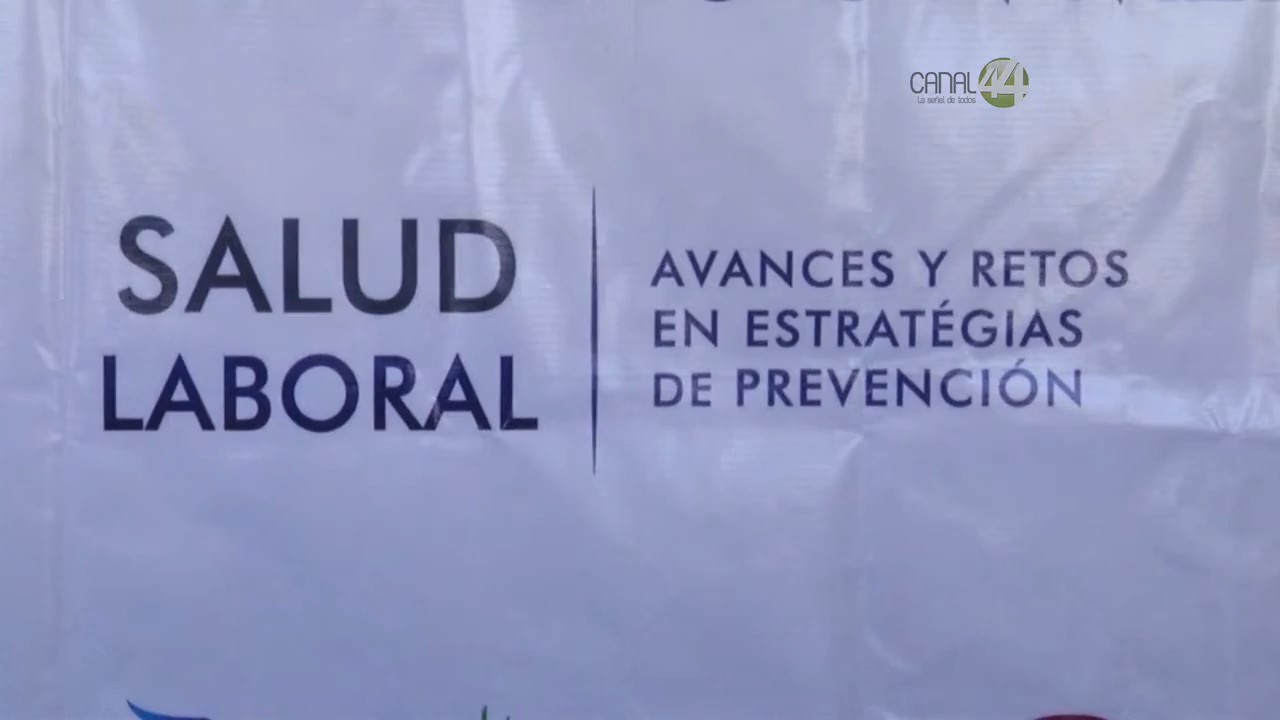 CANAL 44
La señal de todos
SALUD
LABORAL
AVANCES Y RETOS
EN ESTRATÉGIAS
DE PREVENCIÓN